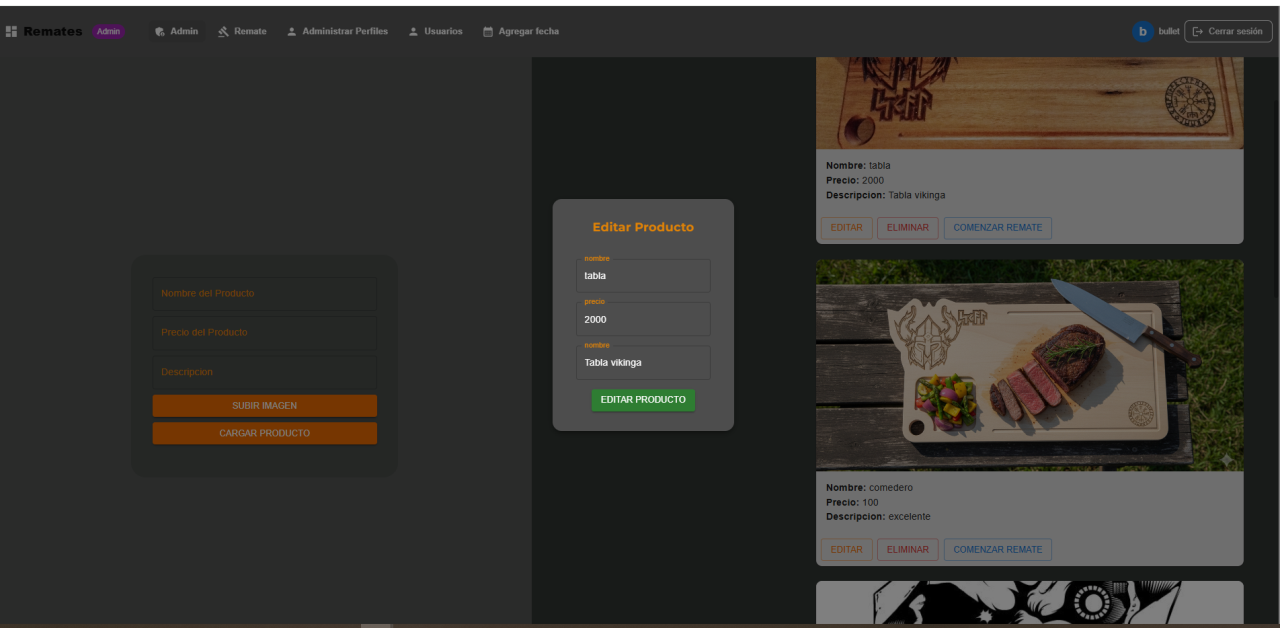 Remates Admin Admin Remate Administrar Perfiles Usuarios Agregar fecha b bullet Cerrar sesión
Nombre del Producto
Precio del Producto
Descripcion
SUBIR IMAGEN
CARGAR PRODUCTO
Editar Producto
nombre
tabla
precio
2000
nombre
Tabla vikinga
EDITAR PRODUCTO
Nombre: tabla
Precio: 2000
Descripcion: Tabla vikinga
EDITAR ELIMINAR COMENZAR REMATE
Nombre: comedero
Precio: 100
Descripcion: excelente
EDITAR ELIMINAR COMENZAR REMATE